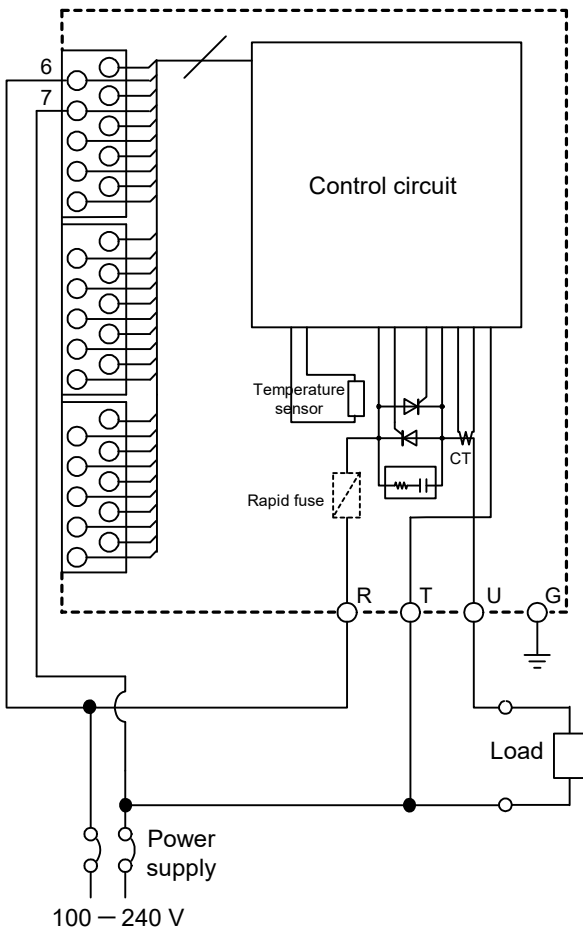 6
7
Control circuit
Temperature
sensor
CT
Rapid fuse
R
T
U
G
Load
Power
supply
100 — 240 V